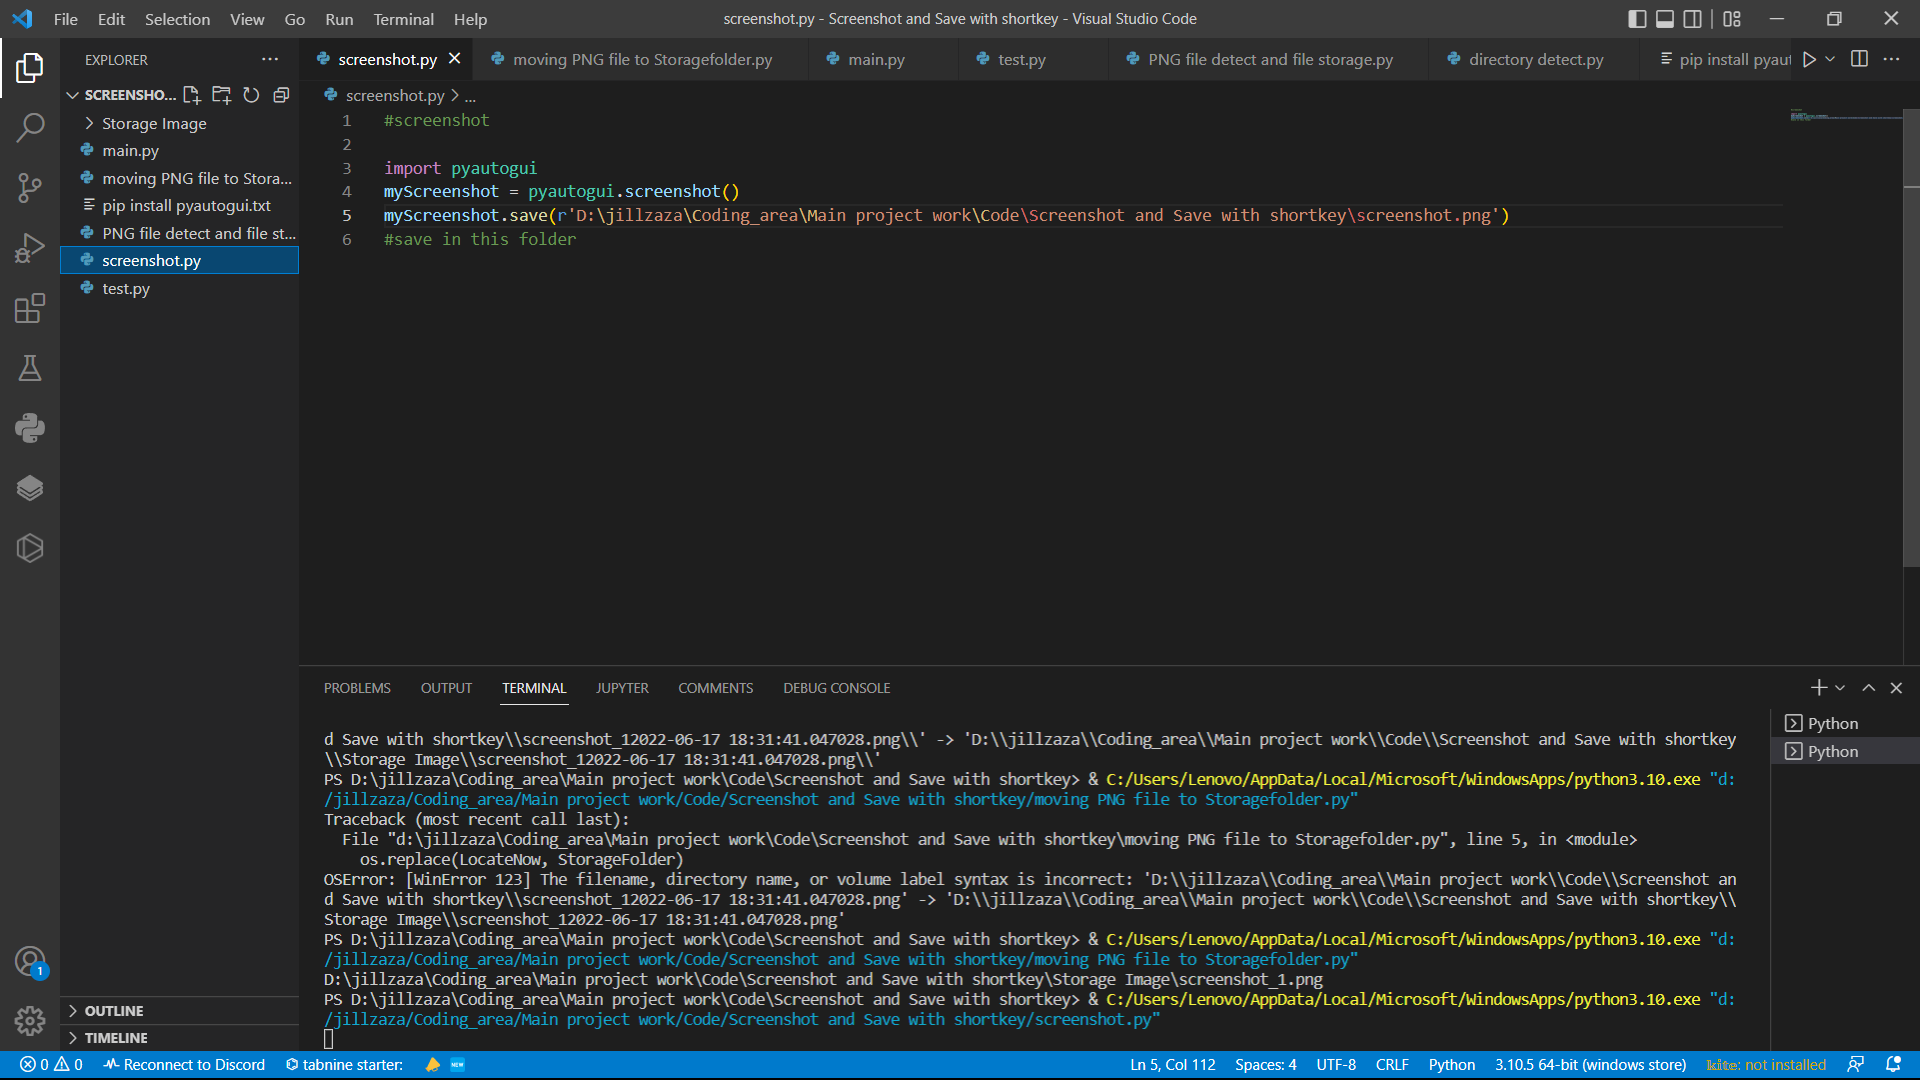 File Edit Selection View Go Run Terminal Help
screenshot.py - Screenshot and Save with shortkey - Visual Studio Code
EXPLORER
SCREENSHO...
Storage Image
main.py
moving PNG file to Stora...
pip install pyautogui.txt
PNG file detect and file st...
screenshot.py
test.py
OUTLINE
TIMELINE
screenshot.py moving PNG file to Storagefolder.py main.py test.py PNG file detect and file storage.py directory detect.py pip install pyaut
screenshot.py > ...
1 #screenshot
2
3 import pyautogui
4 myScreenshot = pyautogui.screenshot()
5 myScreenshot.save(r'D:\jillzaza\Coding_area\Main project work\Code\Screenshot and Save with shortkey\screenshot.png')
6 #save in this folder
PROBLEMS OUTPUT TERMINAL JUPYTER COMMENTS DEBUG CONSOLE
Python
Python
d Save with shortkey\\screenshot_12022-06-17 18:31:41.047028.png\\' -> 'D:\\jillzaza\\Coding_area\\Main project work\\Code\\Screenshot and Save with shortkey
\\Storage Image\\screenshot_12022-06-17 18:31:41.047028.png\\'
PS D:\jillzaza\Coding_area\Main project work\Code\Screenshot and Save with shortkey> & C:/Users/Lenovo/AppData/Local/Microsoft/WindowsApps/python3.10.exe "d:
/jillzaza/Coding_area/Main project work/Code/Screenshot and Save with shortkey/moving PNG file to Storagefolder.py"
Traceback (most recent call last):
File "d:\jillzaza\Coding_area\Main project work\Code\Screenshot and Save with shortkey\moving PNG file to Storagefolder.py", line 5, in <module>
os.replace(LocateNow, StorageFolder)
OSError: [WinError 123] The filename, directory name, or volume label syntax is incorrect: 'D:\\jillzaza\\Coding_area\\Main project work\\Code\\Screenshot an
d Save with shortkey\\screenshot_12022-06-17 18:31:41.047028.png' -> 'D:\\jillzaza\\Coding_area\\Main project work\\Code\\Screenshot and Save with shortkey\\
Storage Image\\screenshot_12022-06-17 18:31:41.047028.png'
PS D:\jillzaza\Coding_area\Main project work\Code\Screenshot and Save with shortkey> & C:/Users/Lenovo/AppData/Local/Microsoft/WindowsApps/python3.10.exe "d:
/jillzaza/Coding_area/Main project work/Code/Screenshot and Save with shortkey/moving PNG file to Storagefolder.py"
D:\jillzaza\Coding_area\Main project work\Code\Screenshot and Save with shortkey\Storage Image\screenshot_1.png
PS D:\jillzaza\Coding_area\Main project work\Code\Screenshot and Save with shortkey> & C:/Users/Lenovo/AppData/Local/Microsoft/WindowsApps/python3.10.exe "d:
/jillzaza/Coding_area/Main project work/Code/Screenshot and Save with shortkey/screenshot.py"
1
0 0 Reconnect to Discord tabnine starter: NEW Ln 5, Col 112 Spaces: 4 UTF-8 CRLF Python 3.10.5 64-bit (windows store) kite: not installed